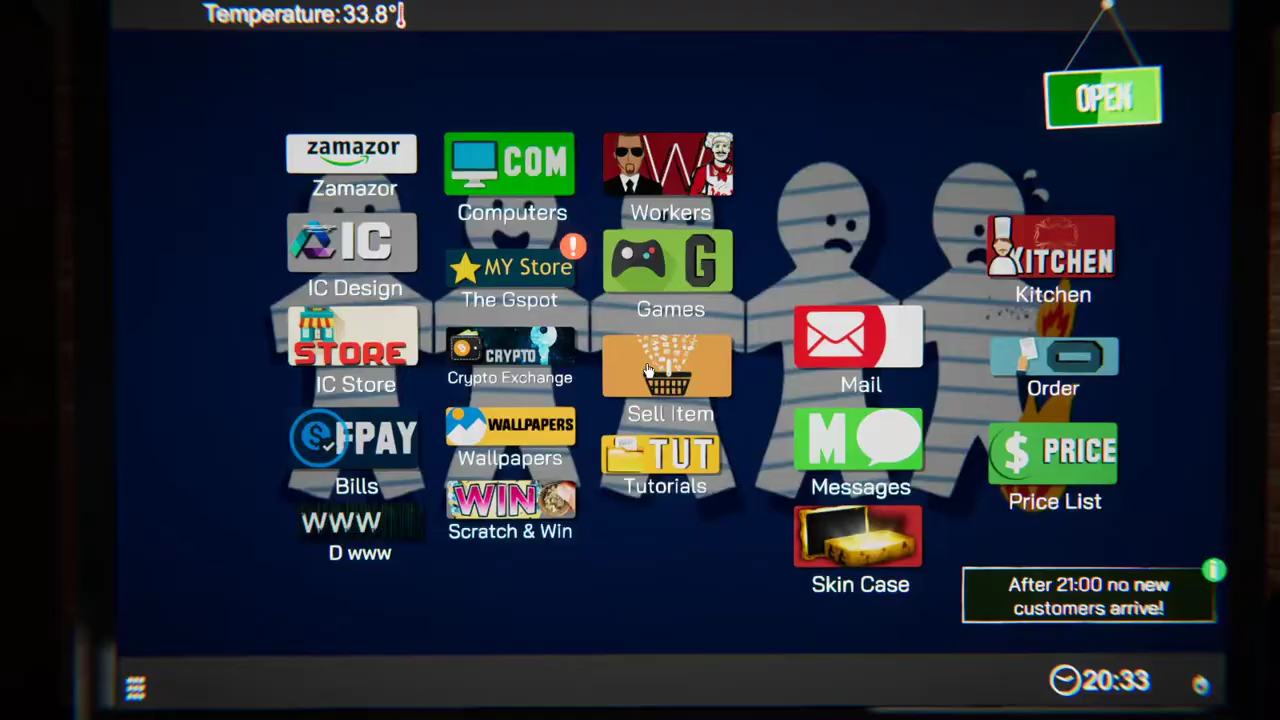 Temperature: 33.8°
OPEN
zamazor
Zamazor
IC
IC Design
STORE
IC Store
FPAY
Bills
WWW
D www
COM
Computers
!
MY Store
The Gspot
CRYPTO
Crypto Exchange
WALLPAPERS
Wallpapers
WIN
Scratch & Win
W
Workers
G
Games
Sell Item
TUT
Tutorials
Mail
M
Messages
Skin Case
KITCHEN
Kitchen
Order
$ PRICE
Price List
After 21:00 no new
customers arrive!
20:33